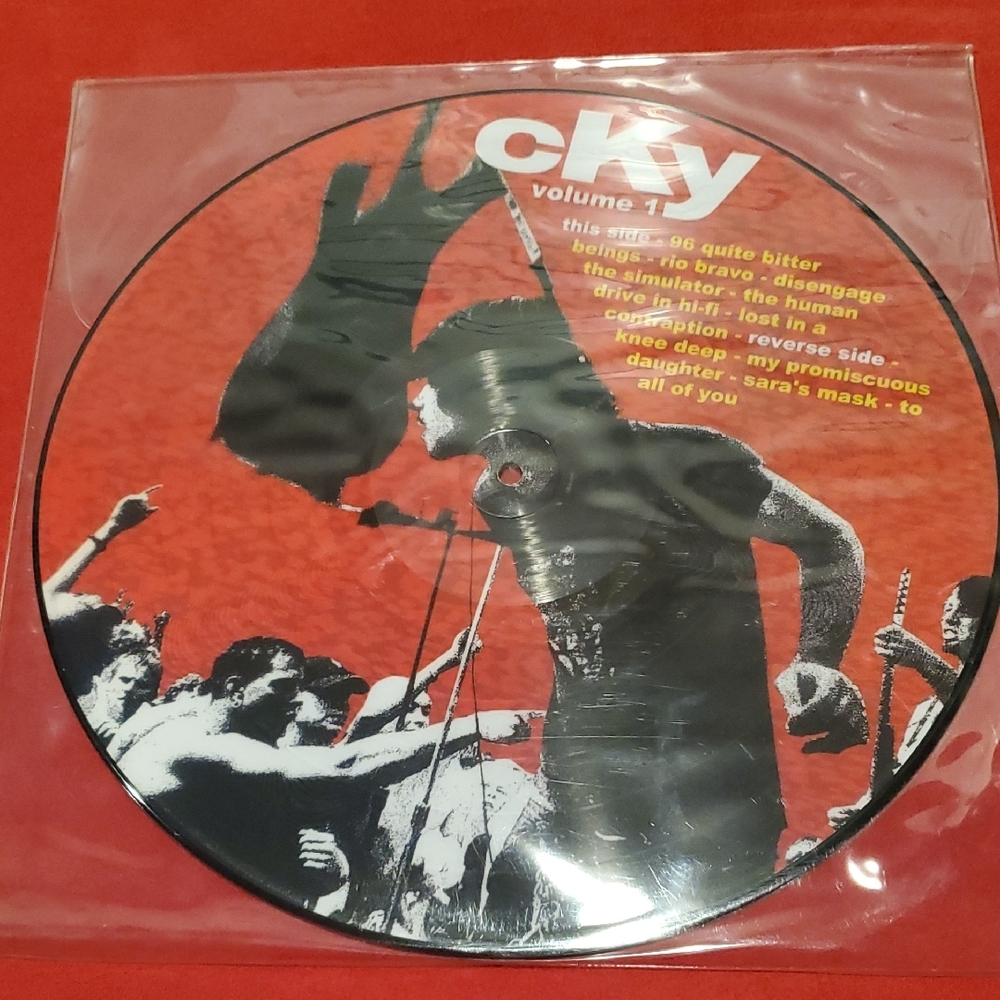 cKy
volume 1
this side - 96 quite bitter
beings - rio bravo - disengage
the simulator - the human
drive in hi-fi - lost in a
contraption - reverse side -
knee deep - my promiscuous
daughter - sara's mask - to
all of you